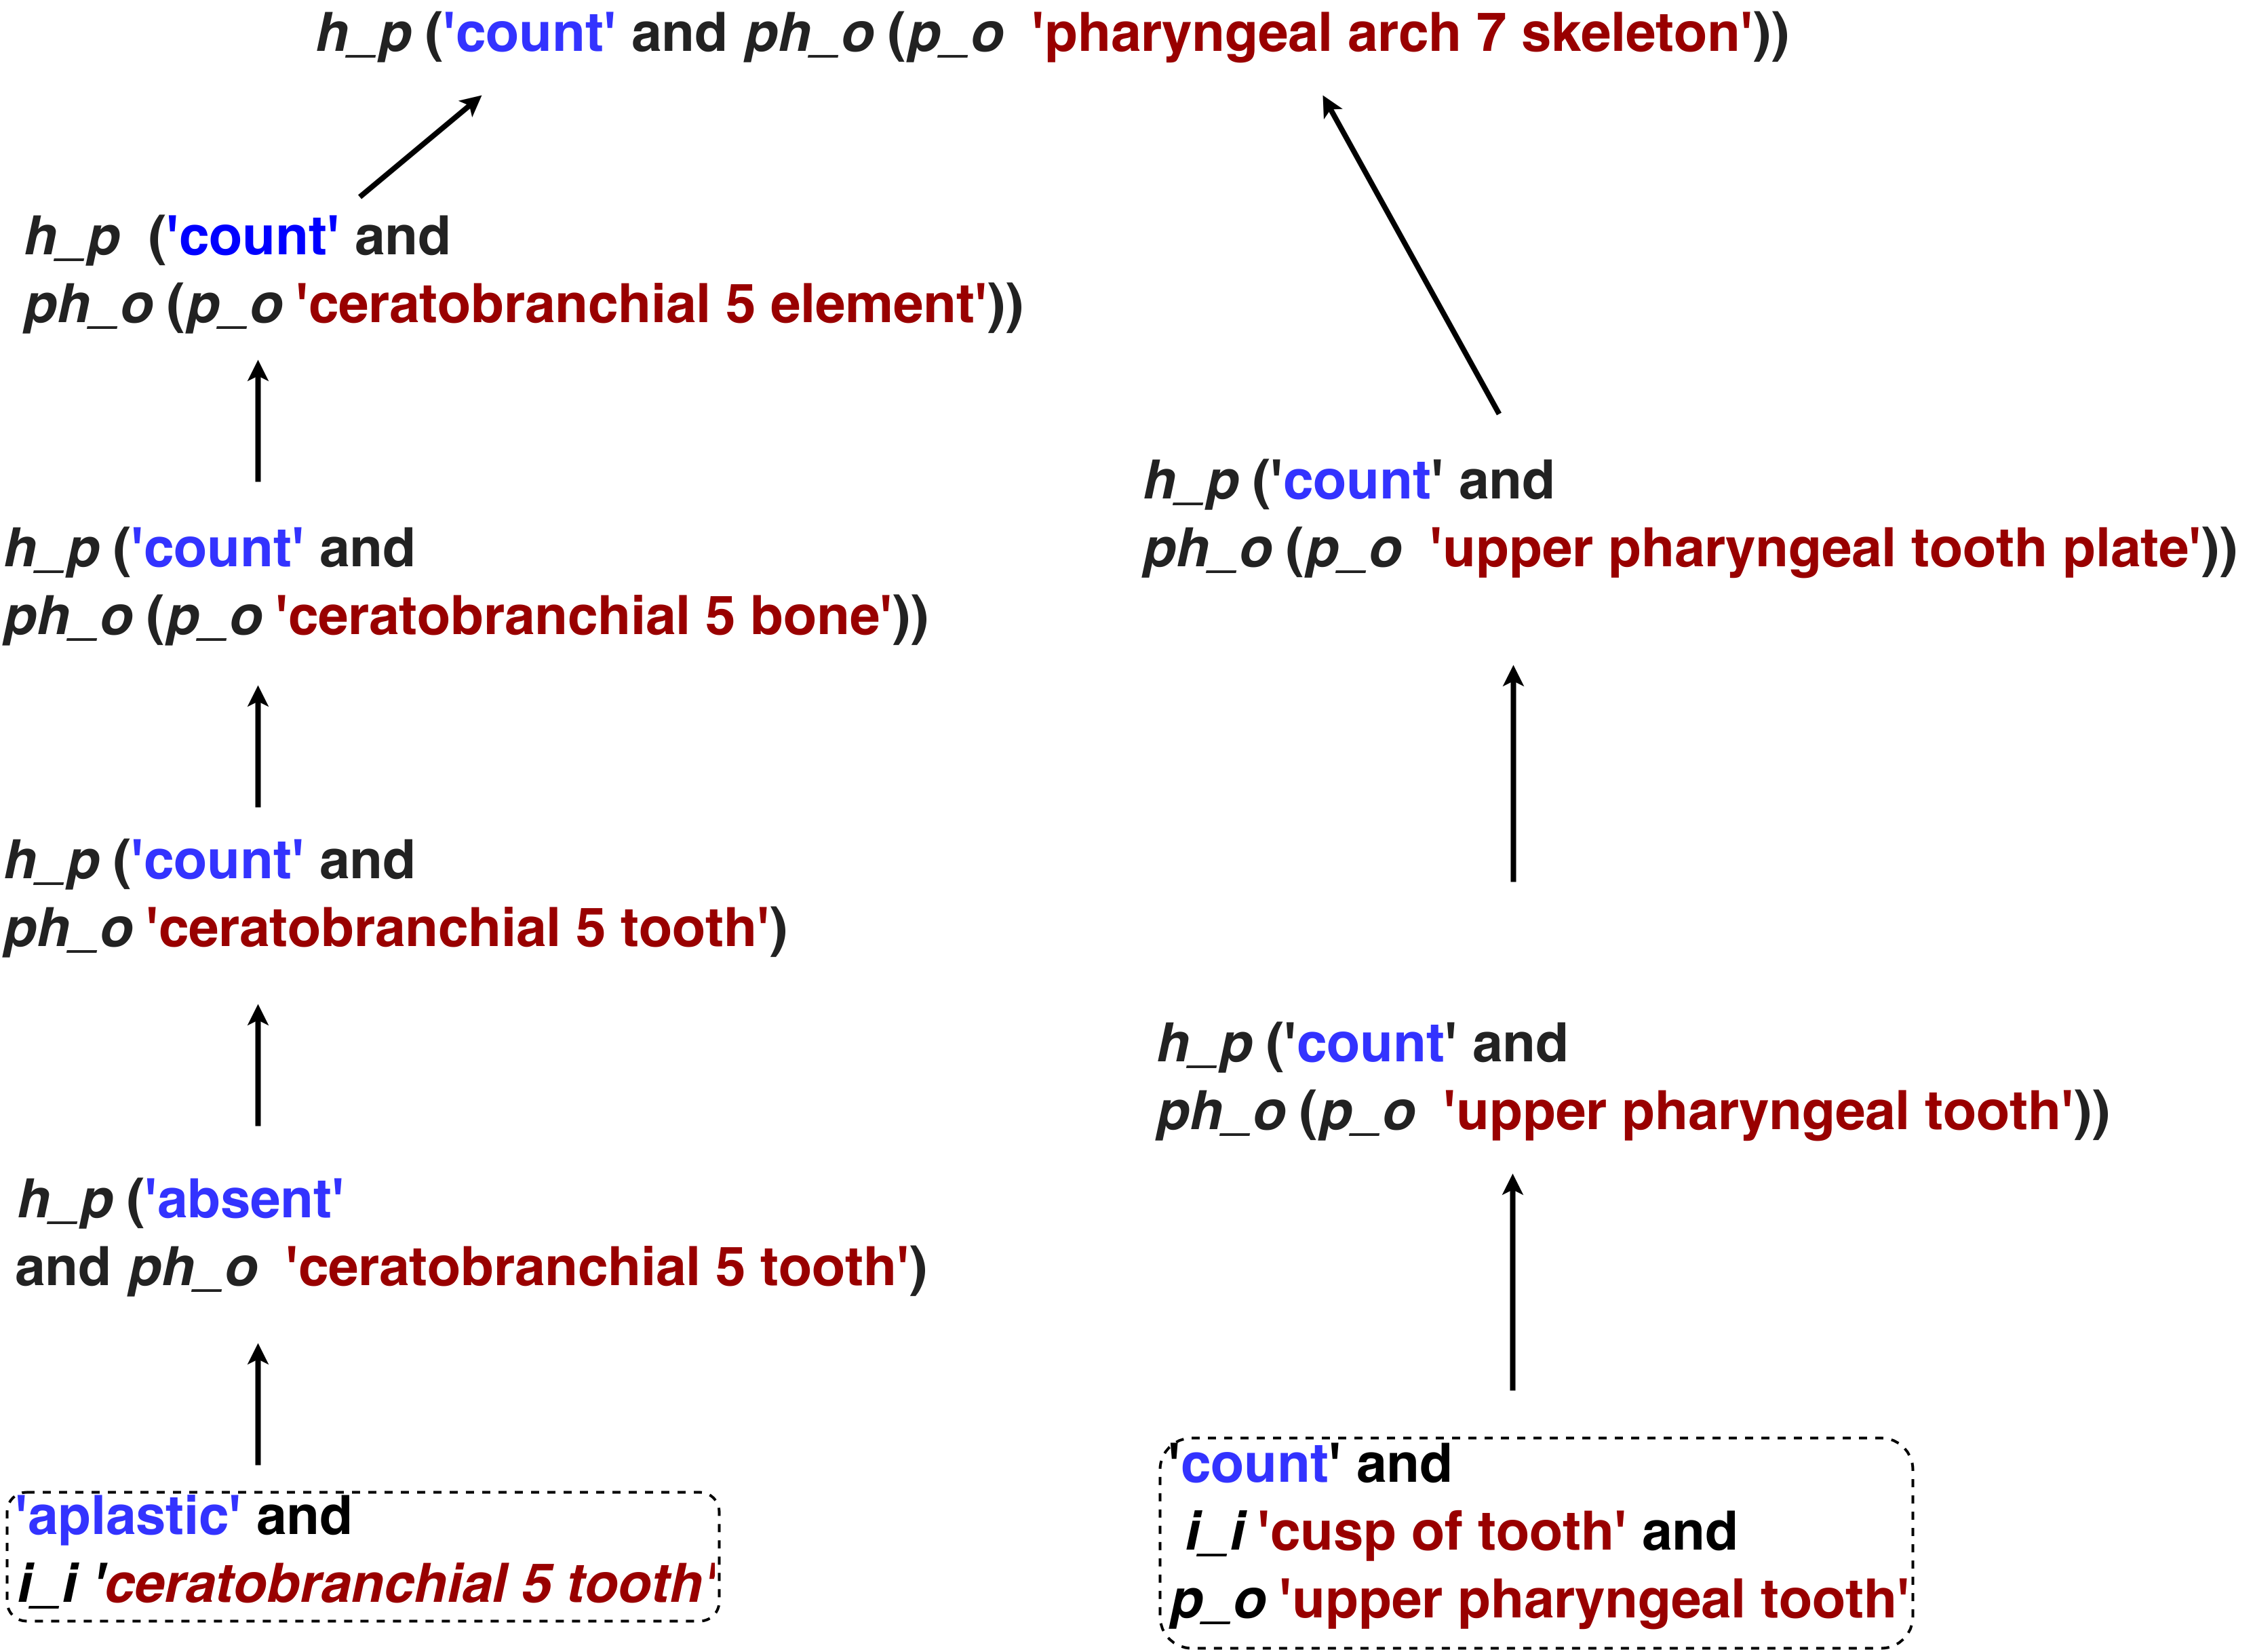 h_p ('count' and ph_o (p_o 'pharyngeal arch 7 skeleton'))
h_p ('count' and
ph_o (p_o 'ceratobranchial 5 element'))
h_p ('count' and
ph_o (p_o 'ceratobranchial 5 bone'))
h_p ('count' and
ph_o 'ceratobranchial 5 tooth')
h_p ('absent'
and ph_o 'ceratobranchial 5 tooth')
'aplastic' and
i_i 'ceratobranchial 5 tooth'
h_p ('count' and
ph_o (p_o 'upper pharyngeal tooth plate'))
h_p ('count' and
ph_o (p_o 'upper pharyngeal tooth'))
'count' and
i_i 'cusp of tooth' and
p_o 'upper pharyngeal tooth'